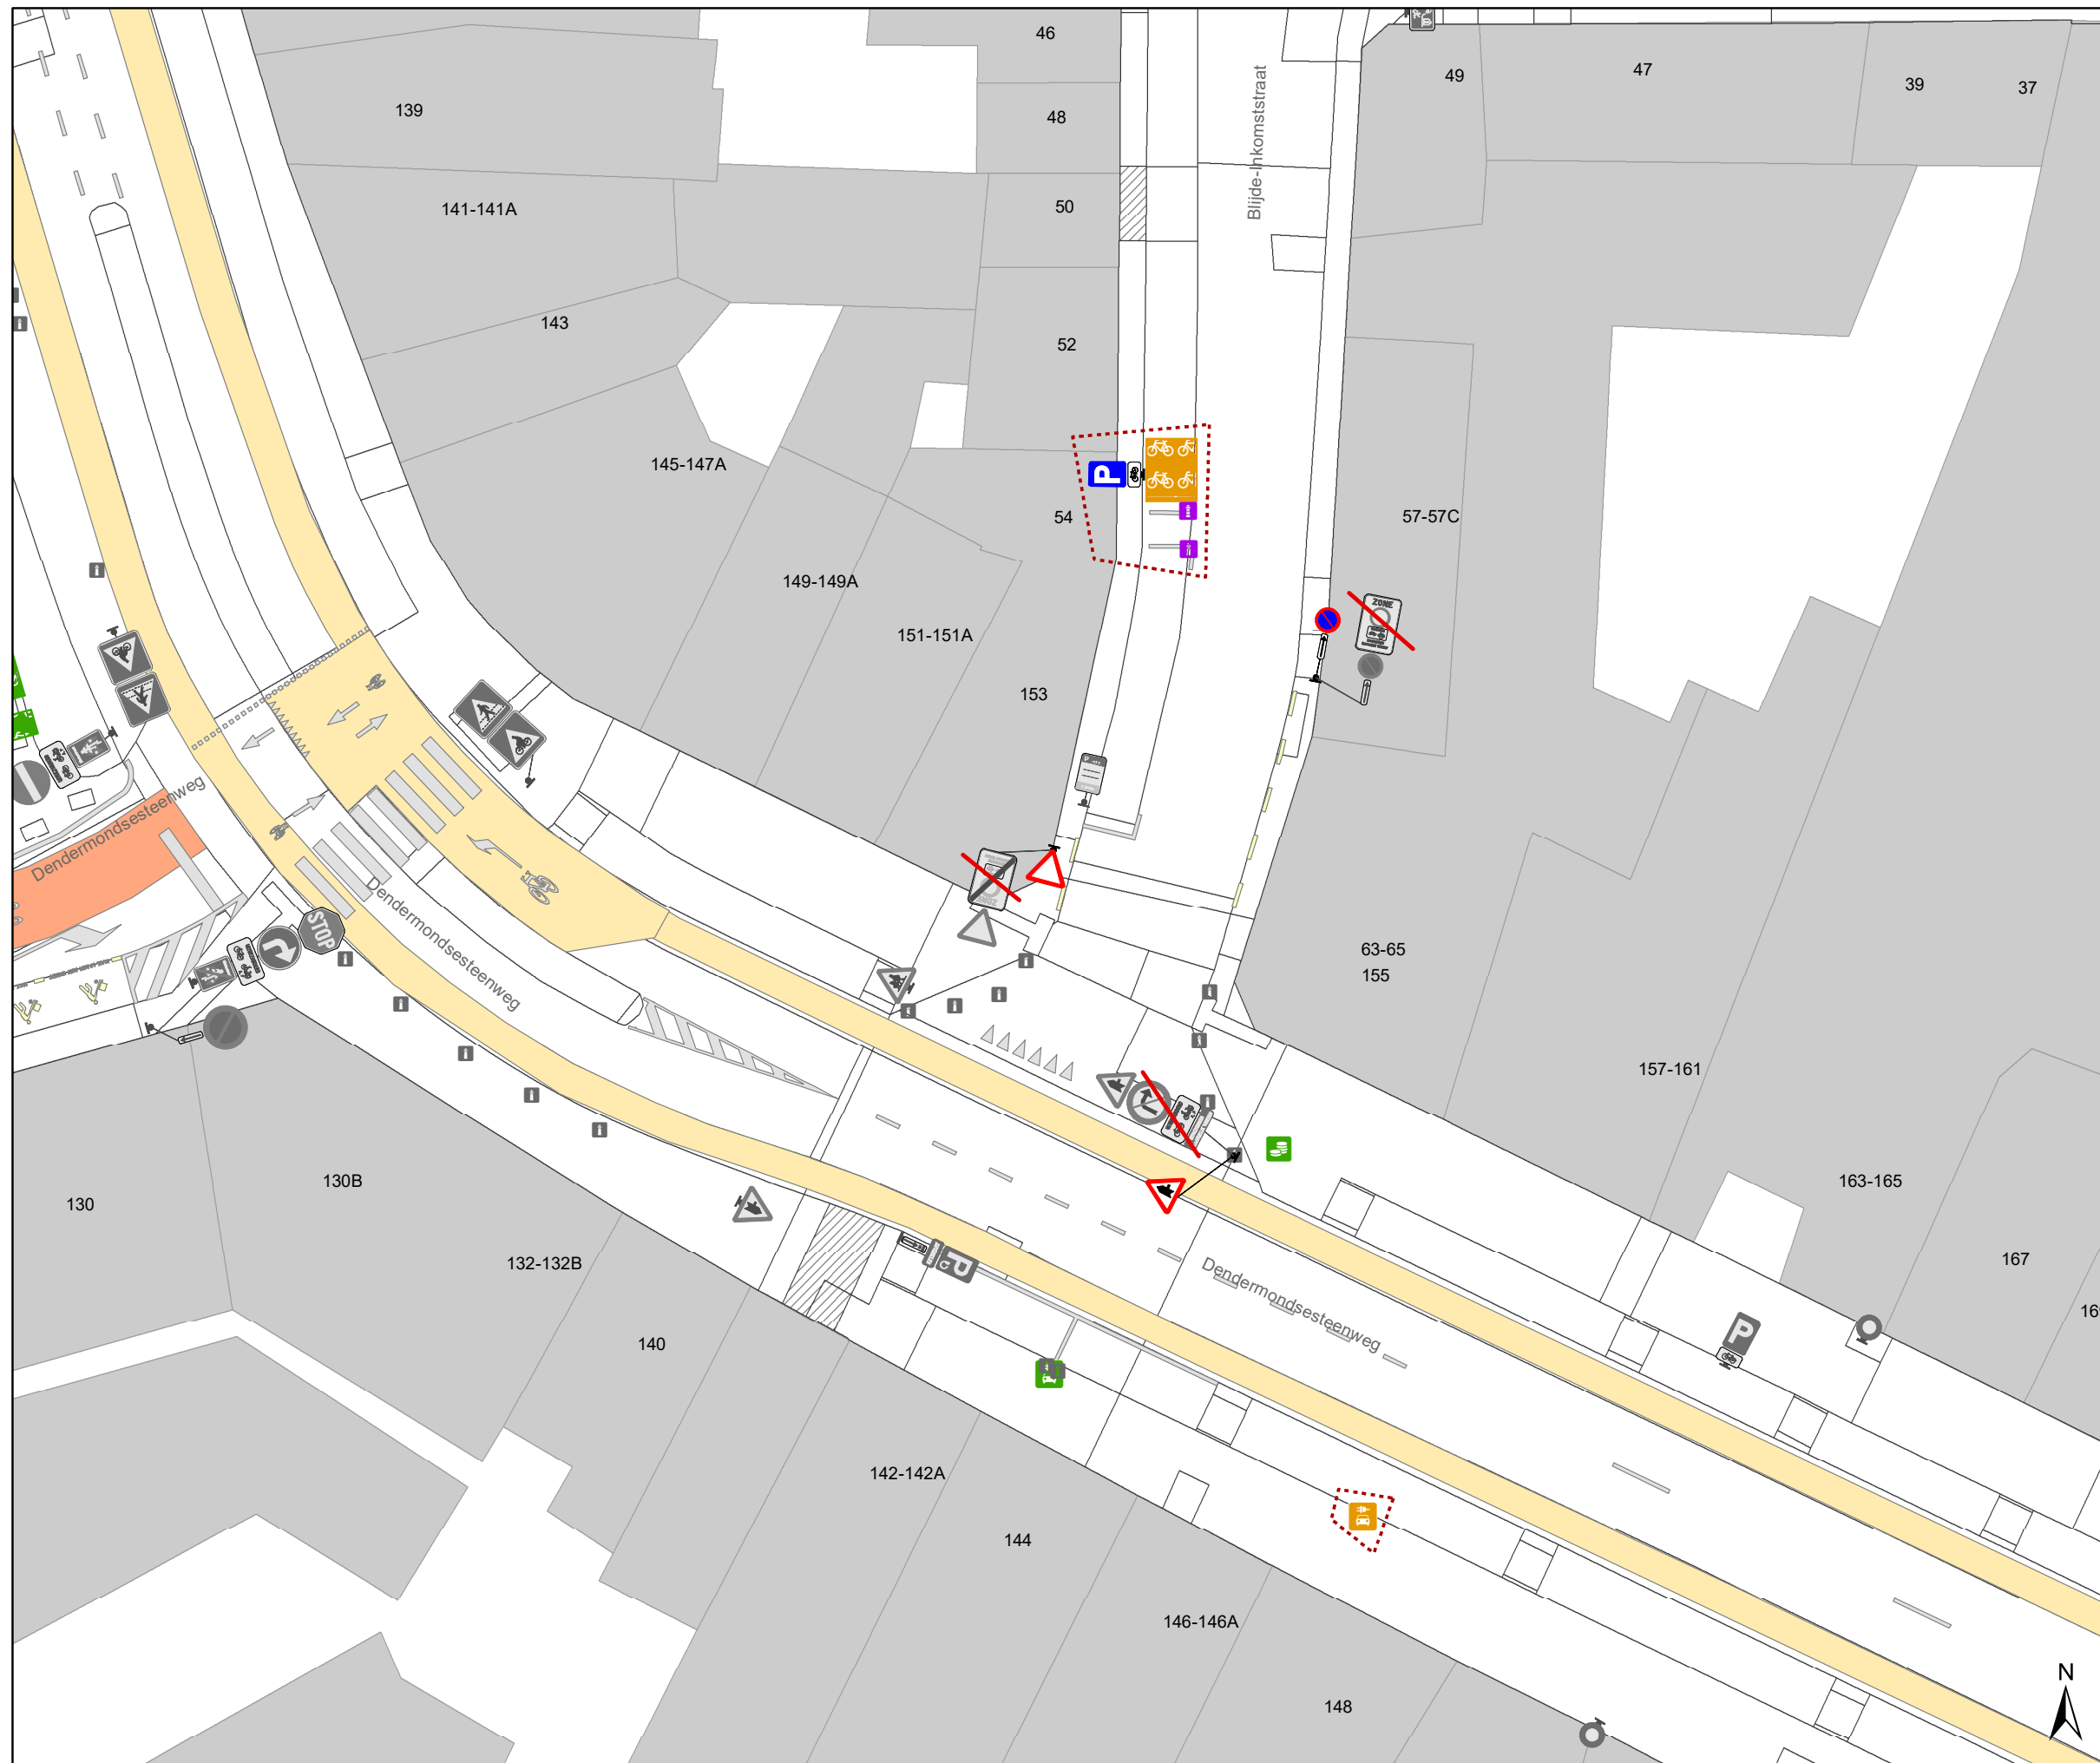 46
49
47
39
37
139
48
Blijde-Inkomststraat
141-141A
50
143
52
145-147A
P
54
57-57C
149-149A
ZONE
151-151A
153
Dendermondsesteenweg
Dendermondsesteenweg
STOP
63-65
155
157-161
130
130B
163-165
132-132B
P
167
Dendermondsesteenweg
P
140
142-142A
144
146-146A
148
N